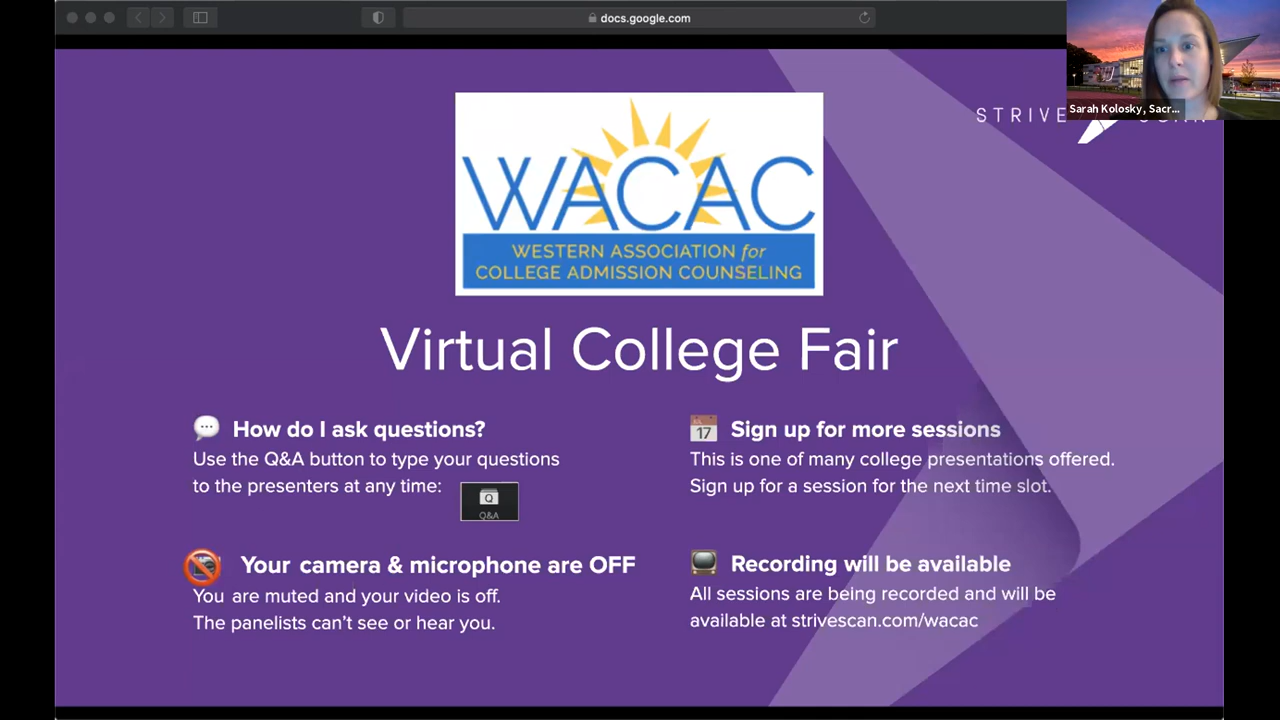 docs.google.com
Sarah Kolosky, Sacr...
STRIVE
WACAC
WESTERN ASSOCIATION for
COLLEGE ADMISSION COUNSELING
Virtual College Fair
How do I ask questions?
Use the Q&A button to type your questions
to the presenters at any time:
Q
Q&A
Your camera & microphone are OFF
You are muted and your video is off.
The panelists can't see or hear you.
17
Sign up for more sessions
This is one of many college presentations offered.
Sign up for a session for the next time slot.
Recording will be available
All sessions are being recorded and will be
available at strivescan.com/wacac